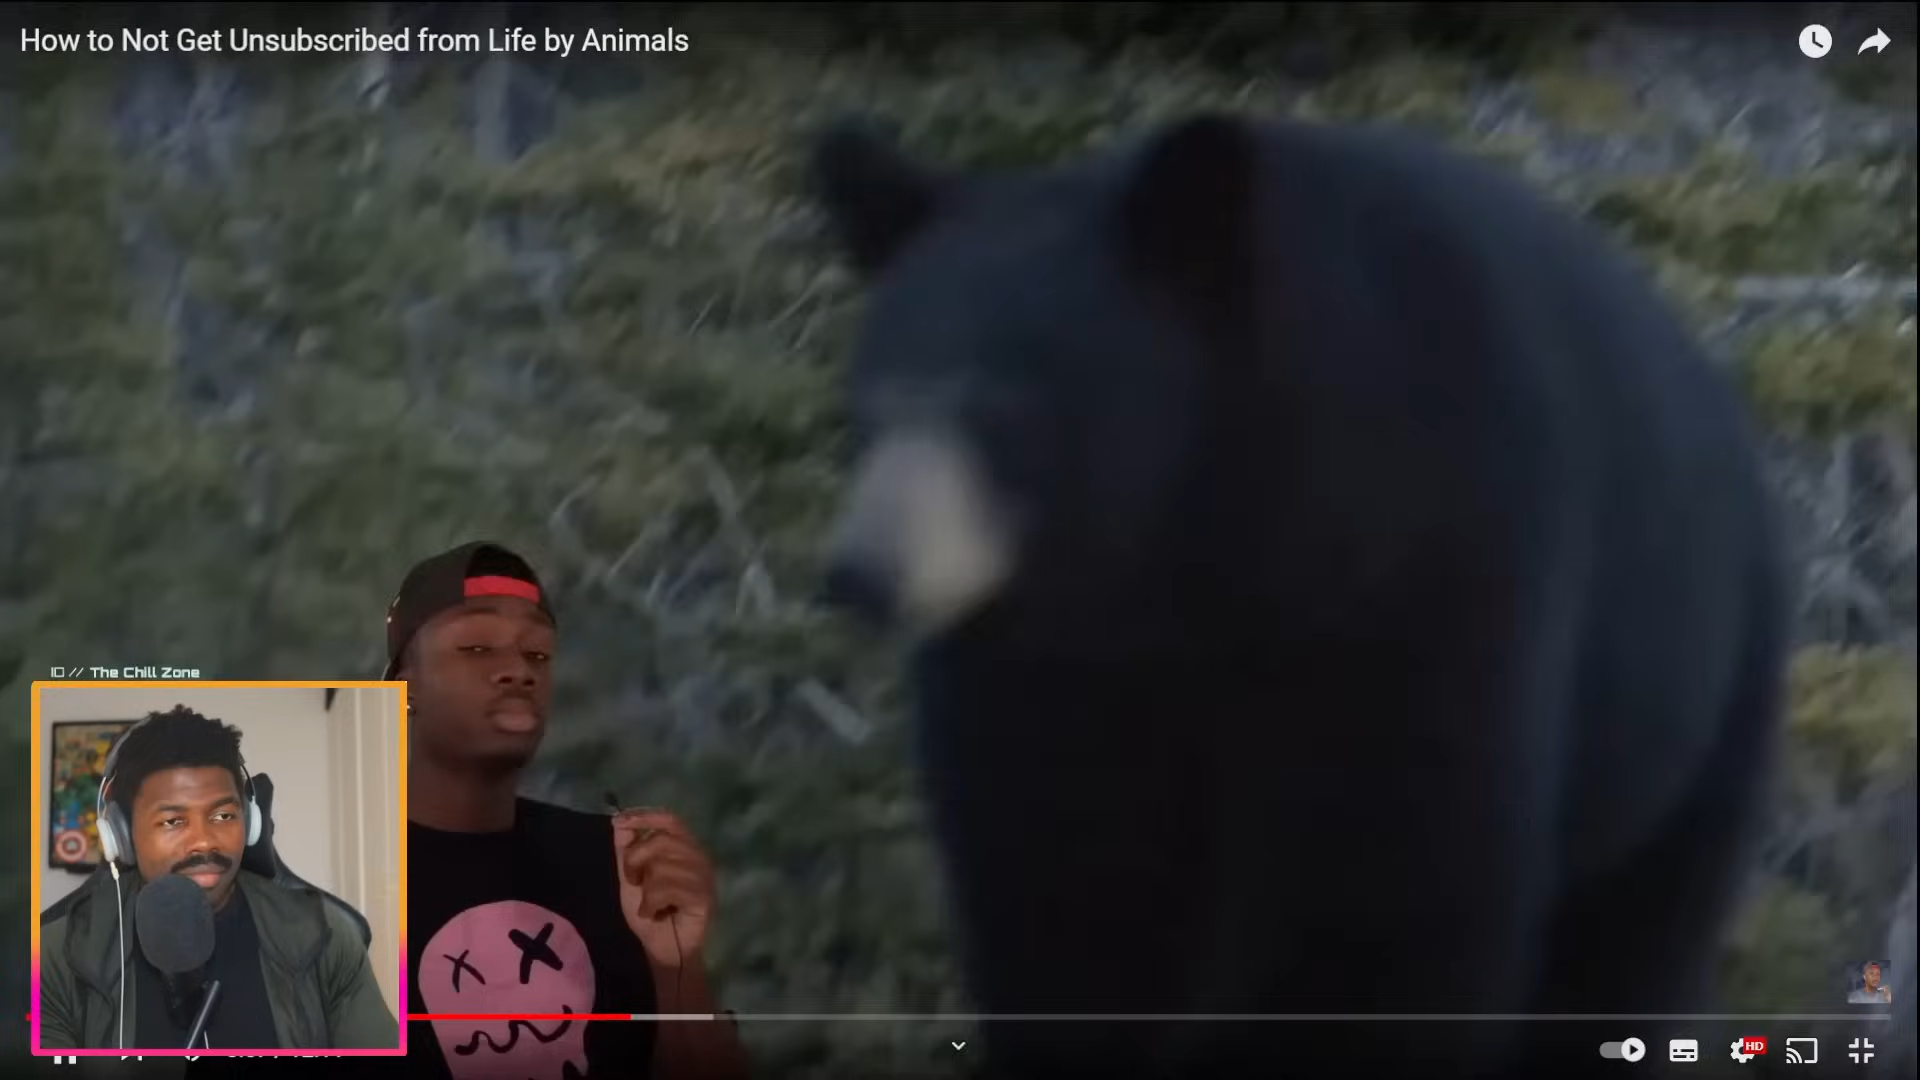 How to Not Get Unsubscribed from Life by Animals
ID // The Chill Zone
HD